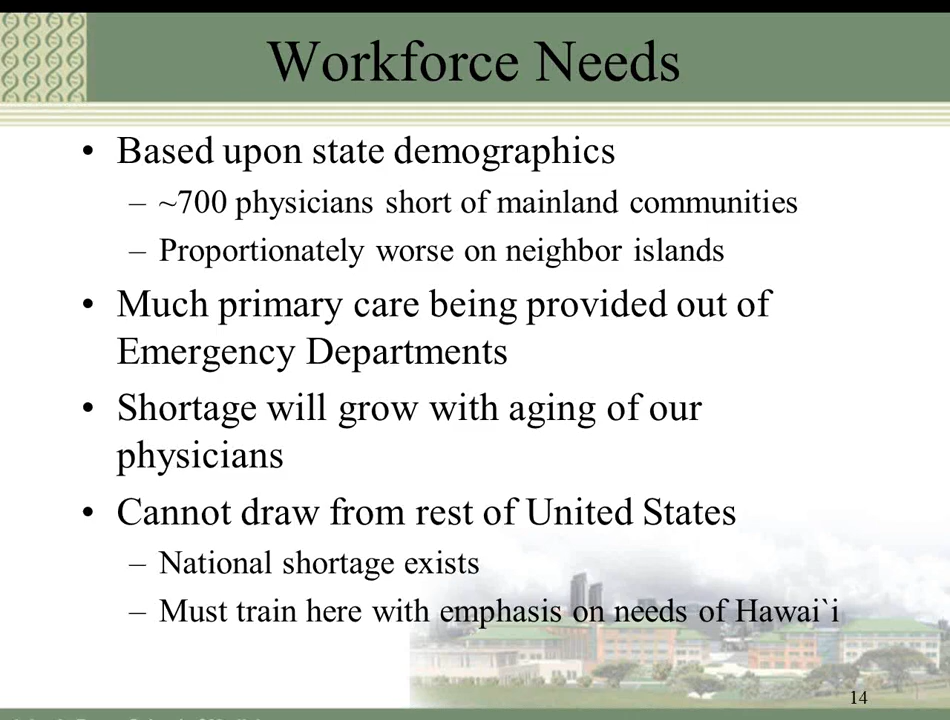 Workforce Needs
• Based upon state demographics
– ~700 physicians short of mainland communities
– Proportionately worse on neighbor islands
• Much primary care being provided out of
Emergency Departments
• Shortage will grow with aging of our
physicians
• Cannot draw from rest of United States
– National shortage exists
– Must train here with emphasis on needs of Hawai`i
14